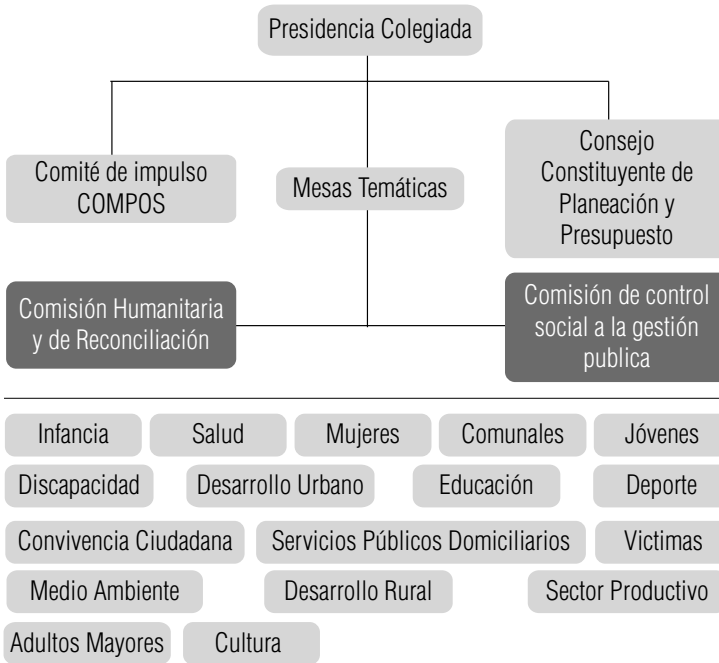 Presidencia Colegiada
Comité de impulso
COMPOS
Mesas Temáticas
Consejo
Constituyente de
Planeación y
Presupuesto
Comisión Humanitaria
y de Reconciliación
Comisión de control
social a la gestión
publica
Infancia
Salud
Mujeres
Comunales
Jóvenes
Discapacidad
Desarrollo Urbano
Educación
Deporte
Convivencia Ciudadana
Servicios Públicos Domiciliarios
Victimas
Medio Ambiente
Desarrollo Rural
Sector Productivo
Adultos Mayores
Cultura